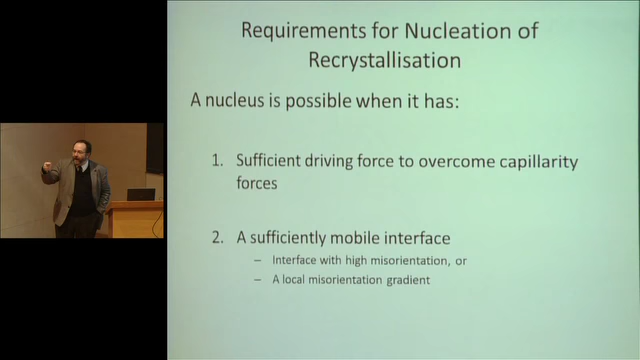 Requirements for Nucleation of
Recrystallisation
A nucleus is possible when it has:
1. Sufficient driving force to overcome capillarity
forces
2. A sufficiently mobile interface
– Interface with high misorientation, or
– A local misorientation gradient